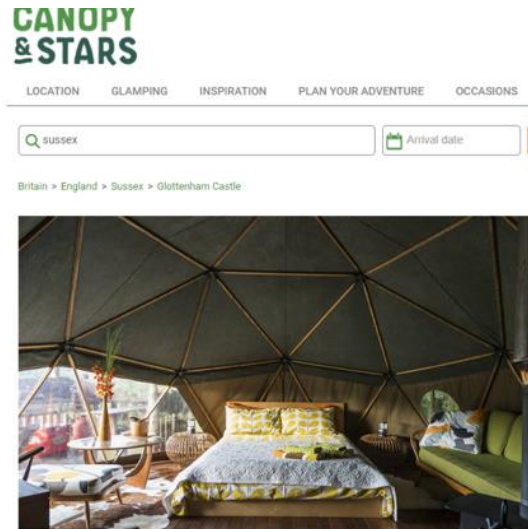 CANOPY
& STARS
LOCATION GLAMPING INSPIRATION PLAN YOUR ADVENTURE OCCASIONS
sussex Arrival date
Britain > England > Sussex > Glottenham Castle